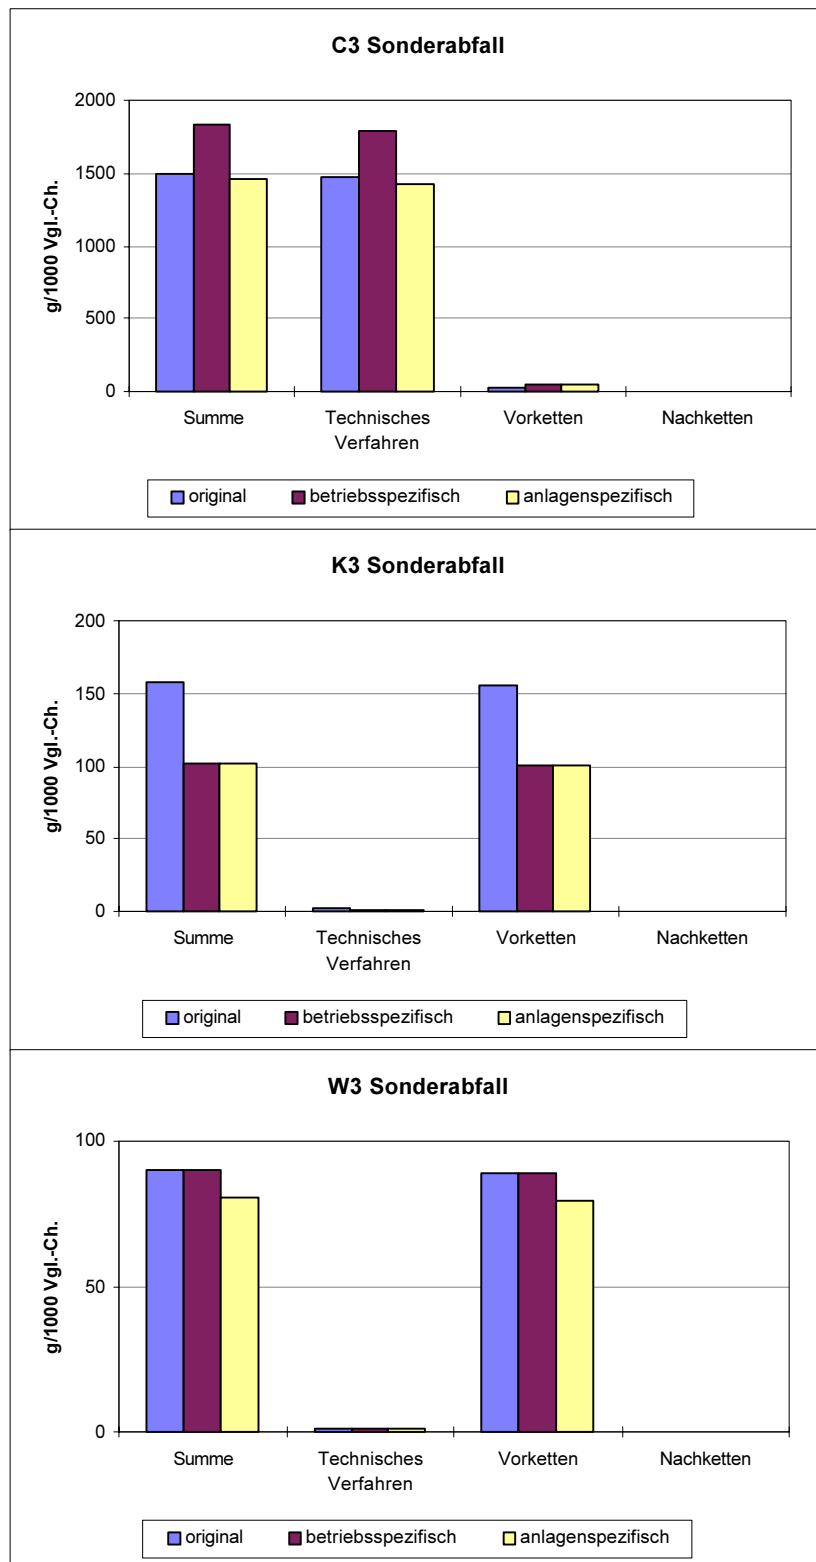 C3 Sonderabfall
g/1000 Vgl.-Ch.
2000
1500
1000
500
0
Summe
Technisches
Verfahren
Vorketten
Nachketten
original
betriebsspezifisch
anlagenspezifisch
K3 Sonderabfall
g/1000 Vgl.-Ch.
200
150
100
50
0
Summe
Technisches
Verfahren
Vorketten
Nachketten
original
betriebsspezifisch
anlagenspezifisch
W3 Sonderabfall
g/1000 Vgl.-Ch.
100
50
0
Summe
Technisches
Verfahren
Vorketten
Nachketten
original
betriebsspezifisch
anlagenspezifisch